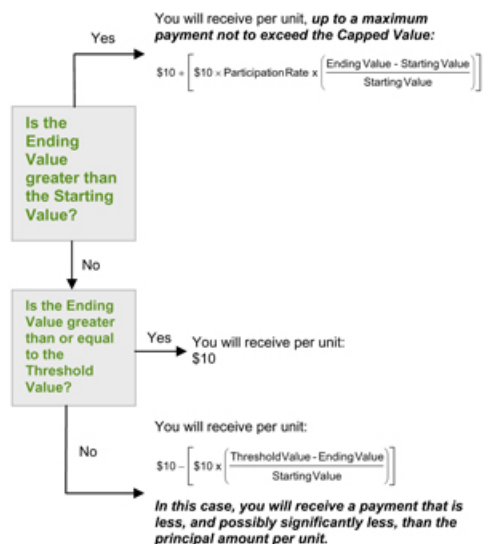 You will receive per unit, up to a maximum
payment not to exceed the Capped Value:
Yes
$10 + [ $10 × Participation Rate x ( Ending Value - Starting Value / Starting Value ) ]
Is the
Ending
Value
greater than
the Starting
Value?
No
Is the Ending
Value greater
than or equal
to the
Threshold
Value?
Yes
You will receive per unit:
$10
You will receive per unit:
No
$10 – [ $10 x ( Threshold Value - Ending Value / Starting Value ) ]
In this case, you will receive a payment that is
less, and possibly significantly less, than the
principal amount per unit.